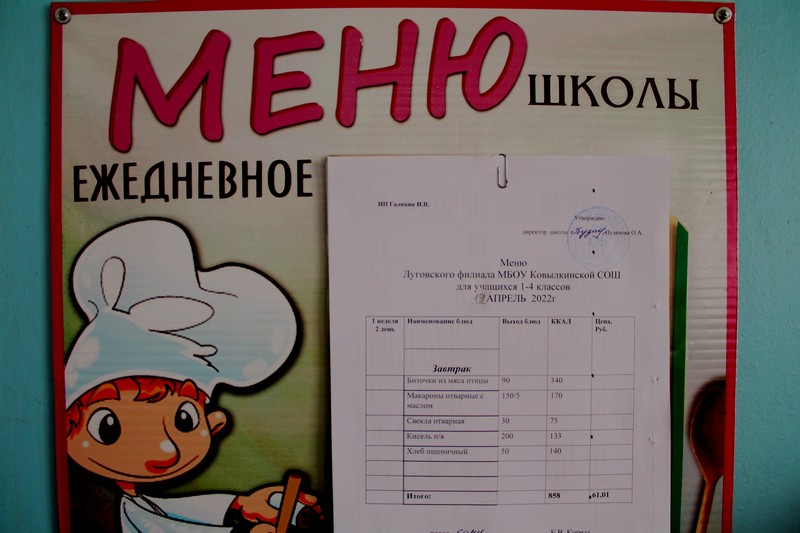 МЕНЮ
ШКОЛЫ
ЕЖЕДНЕВНОЕ
ИП Галикин И.В.
Утверждаю
директор школы Пузанова О.А.
Меню
Луговского филиала МБОУ Ковылкинской СОШ
для учащихся 1-4 классов
АПРЕЛЬ 2022г
1 неделя 2 день Наименование блюд Выход блюд ККАЛ Цена, Руб.
Завтрак
Биточки из мяса птицы 90 340
Макароны отварные с 150/5 170
маслом
Свекла отварная 30 75
Кисель п/я 200 133
Хлеб пшеничный 50 140
Итого: 858 61.01